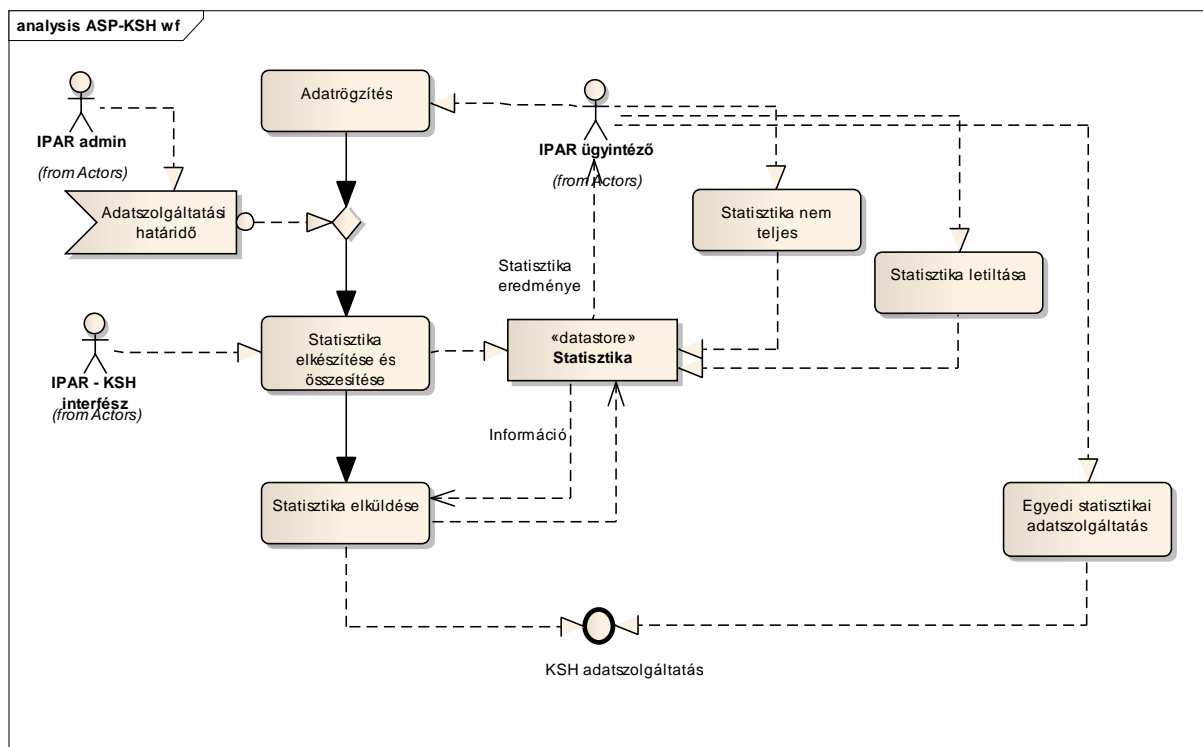 analysis ASP-KSH wf
IPAR admin
(from Actors)
Adatrögzítés
IPAR ügyintéző
(from Actors)
Adatszolgáltatási
határidő
Statisztika nem
teljes
Statisztika letiltása
Statisztika
eredménye
IPAR - KSH
interfész
(from Actors)
Statisztika
elkészítése és
összesítése
«datastore»
Statisztika
Információ
Statisztika elküldése
Egyedi statisztikai
adatszolgáltatás
KSH adatszolgáltatás